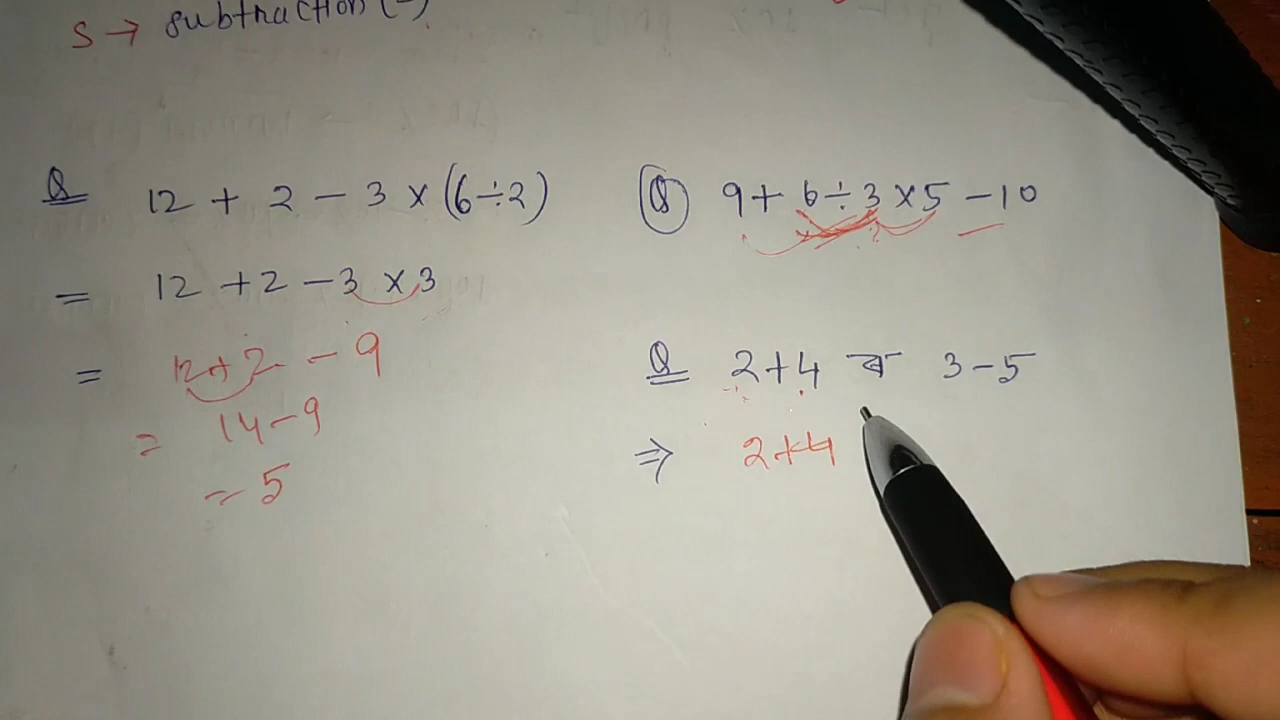 S → subtraction (-)
Q 12 + 2 - 3 × (6÷2)
= 12 + 2 - 3 × 3
= 12 + 2 - 9
= 14 - 9
= 5
Q 9 + 6 ÷ 3 × 5 - 10
Q 2 + 4 का 3 - 5
⇒ 2 + 4